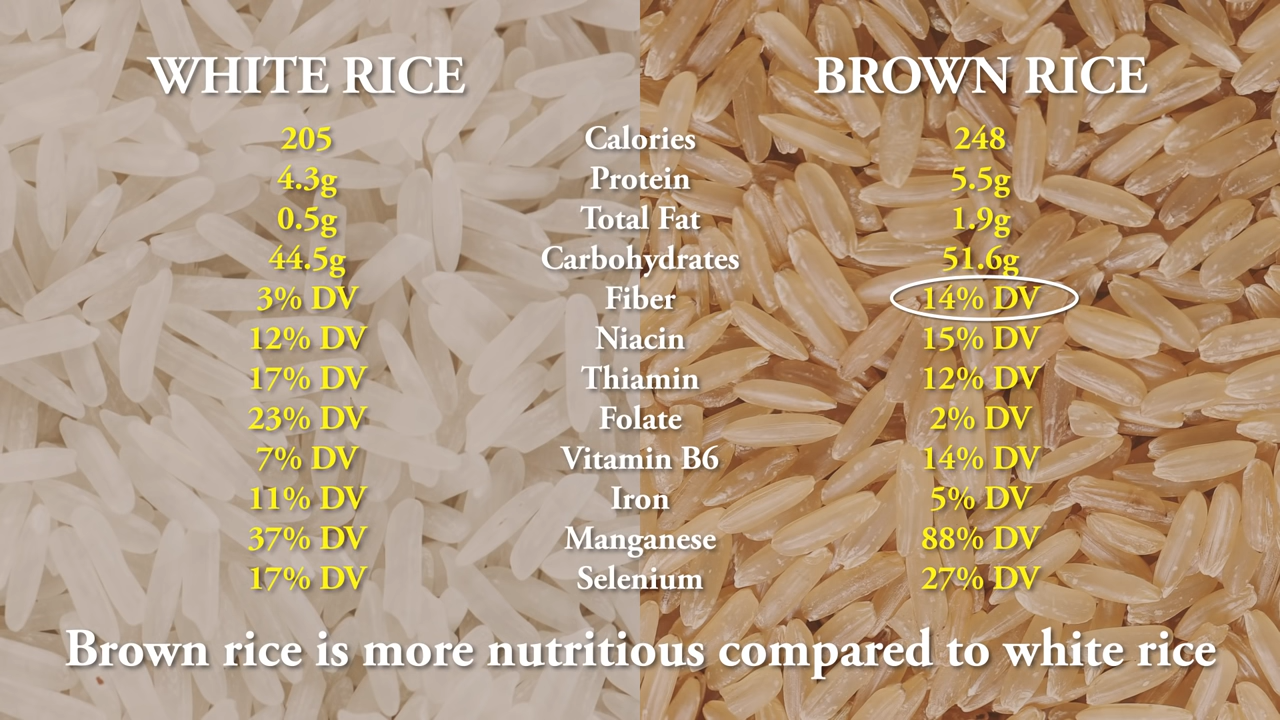 WHITE RICE BROWN RICE
205 Calories 248
4.3g Protein 5.5g
0.5g Total Fat 1.9g
44.5g Carbohydrates 51.6g
3% DV Fiber 14% DV
12% DV Niacin 15% DV
17% DV Thiamin 12% DV
23% DV Folate 2% DV
7% DV Vitamin B6 14% DV
11% DV Iron 5% DV
37% DV Manganese 88% DV
17% DV Selenium 27% DV
Brown rice is more nutritious compared to white rice